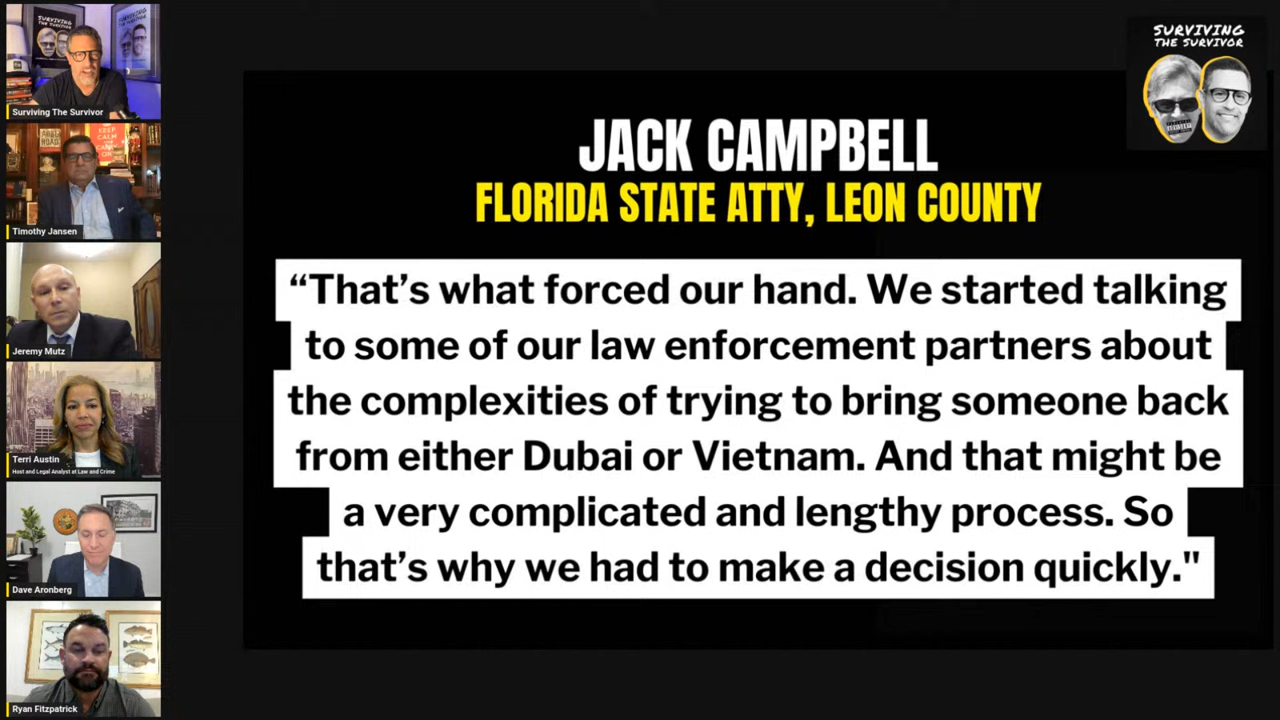 SURVIVING
THE SURVIVOR
JACK CAMPBELL
FLORIDA STATE ATTY, LEON COUNTY
“That’s what forced our hand. We started talking
to some of our law enforcement partners about
the complexities of trying to bring someone back
from either Dubai or Vietnam. And that might be
a very complicated and lengthy process. So
that’s why we had to make a decision quickly."
Surviving The Survivor
KEEP
CALM
Timothy Jansen
Jeremy Mutz
Terri Austin
Host and Legal Analyst at Law and Crime
Dave Aronberg
Ryan Fitzpatrick